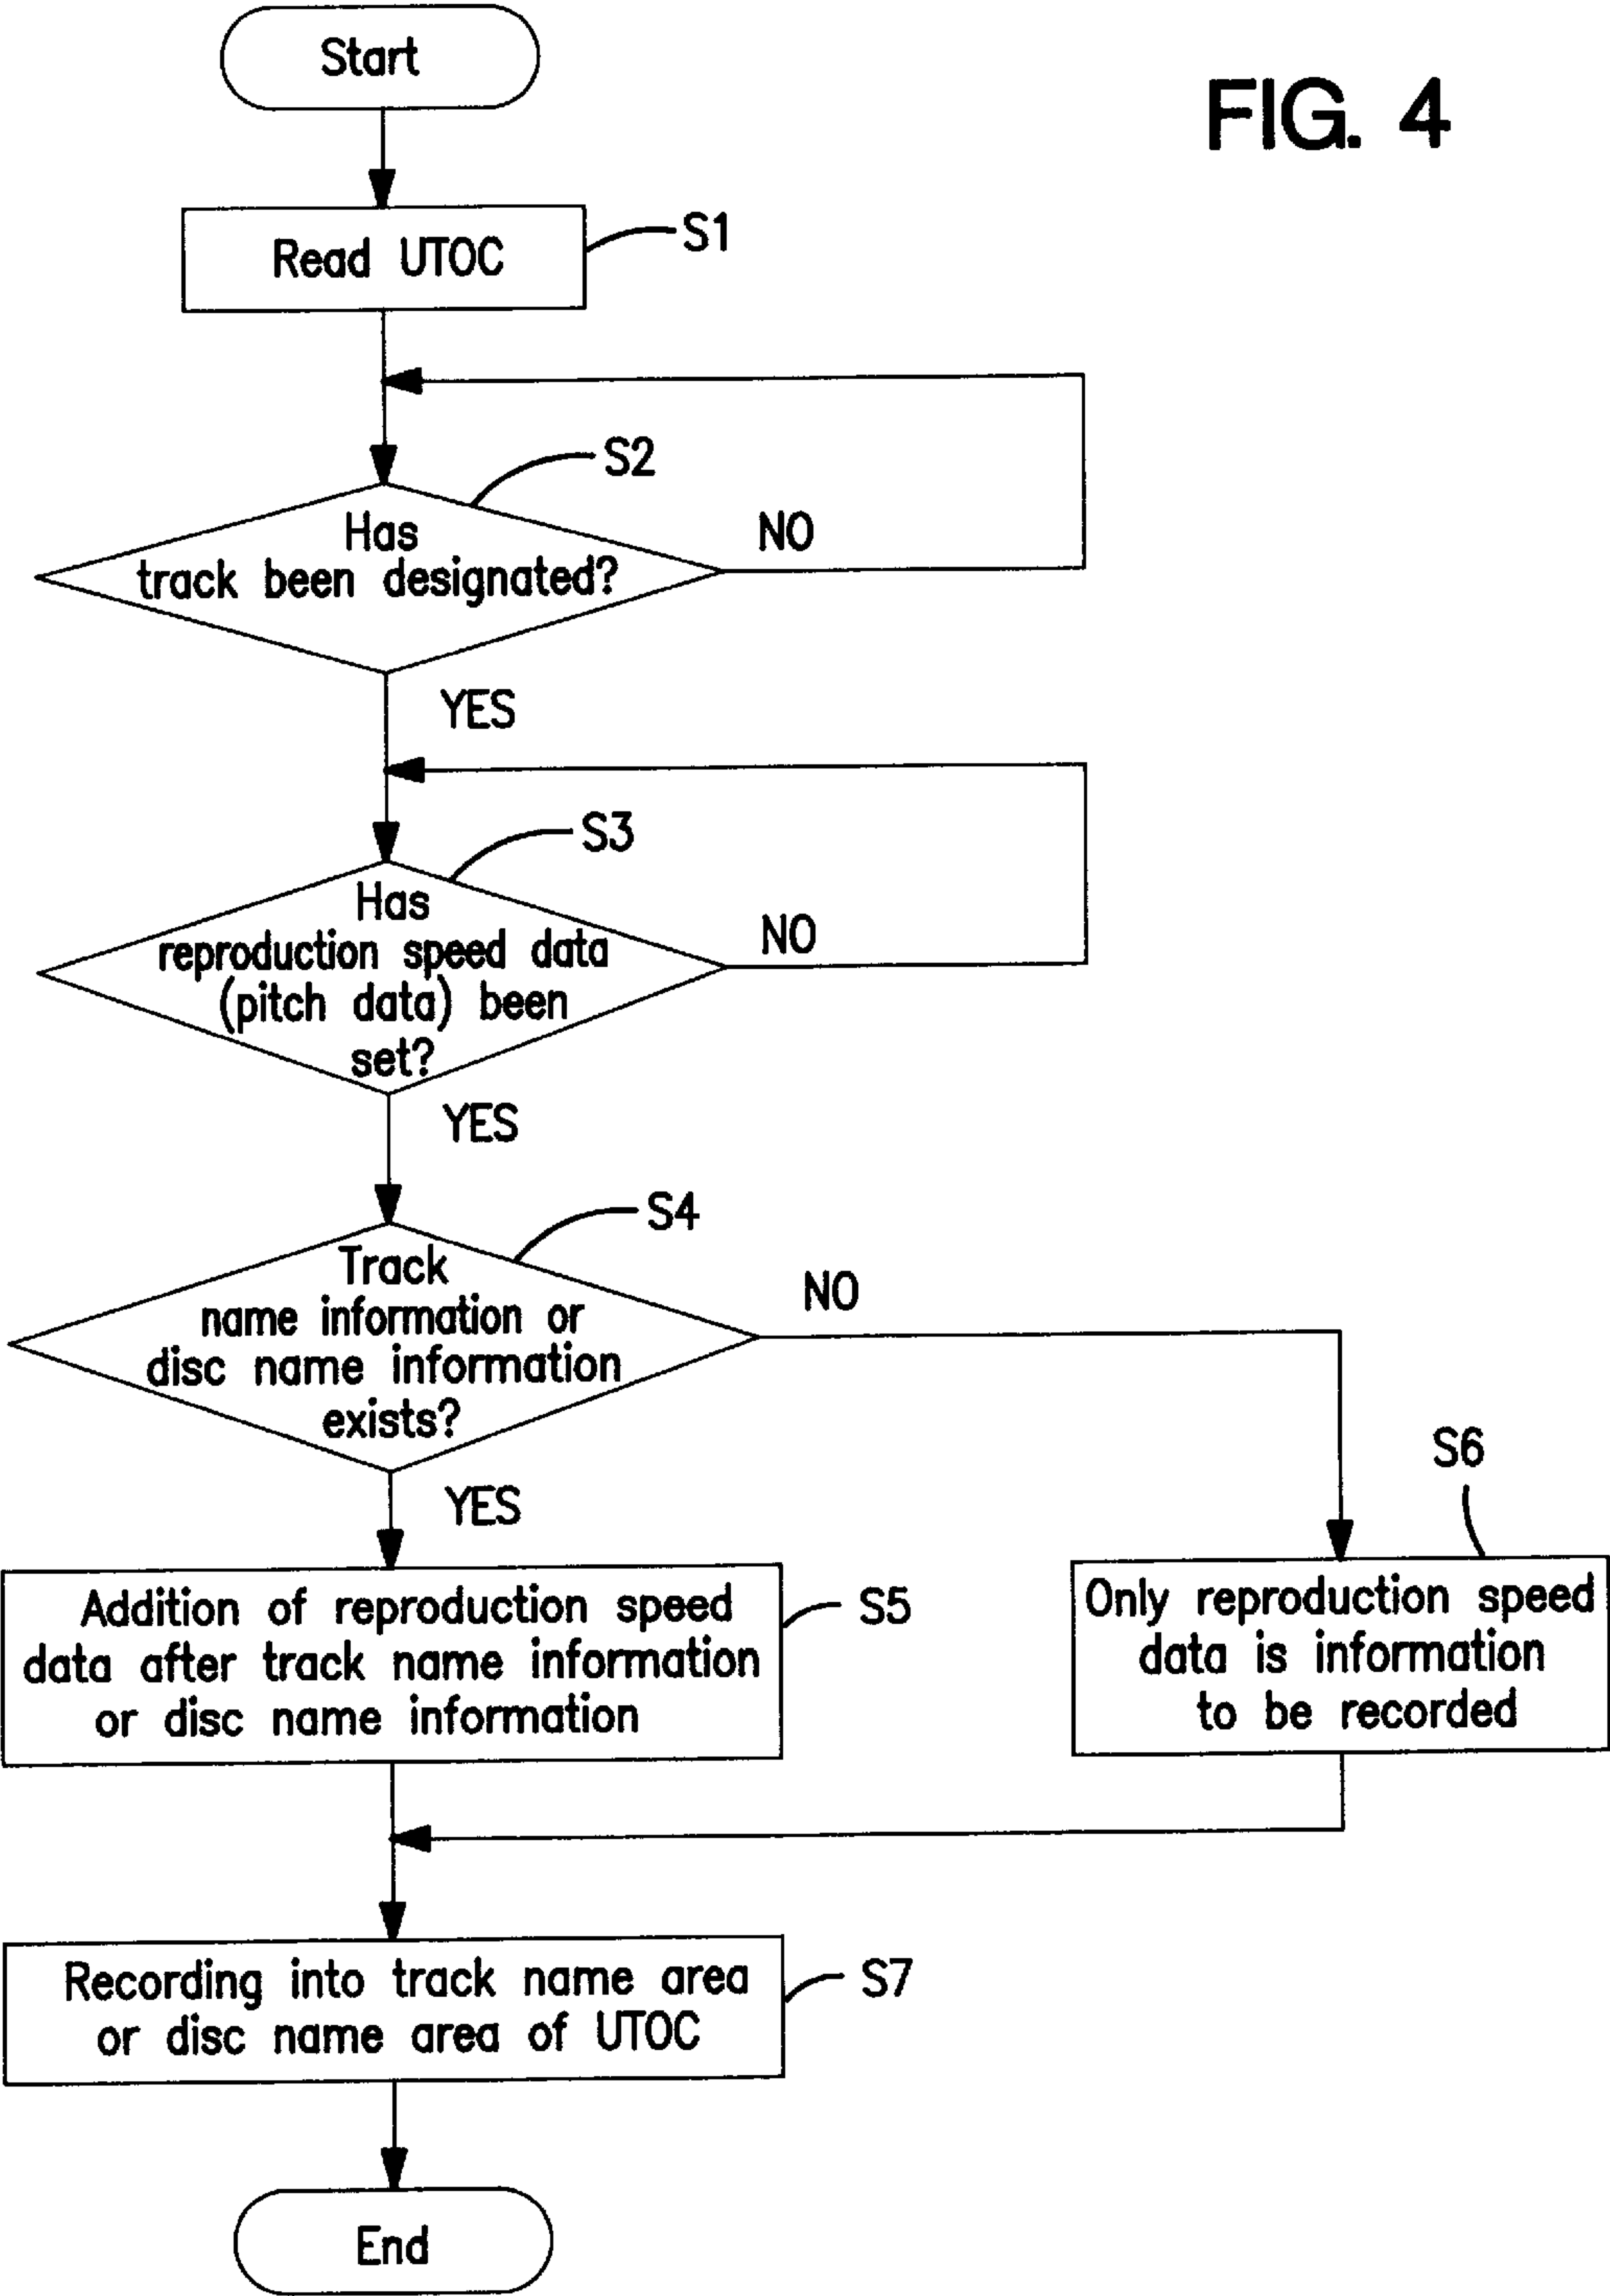 FIG. 4
Start
Read UTOC
S1
S2
Has
track been designated?
NO
YES
S3
Has
reproduction speed data
(pitch data) been
set?
NO
YES
S4
Track
name information or
disc name information
exists?
NO
YES
S5
Addition of reproduction speed
data after track name information
or disc name information
S6
Only reproduction speed
data is information
to be recorded
Recording into track name area
or disc name area of UTOC
S7
End